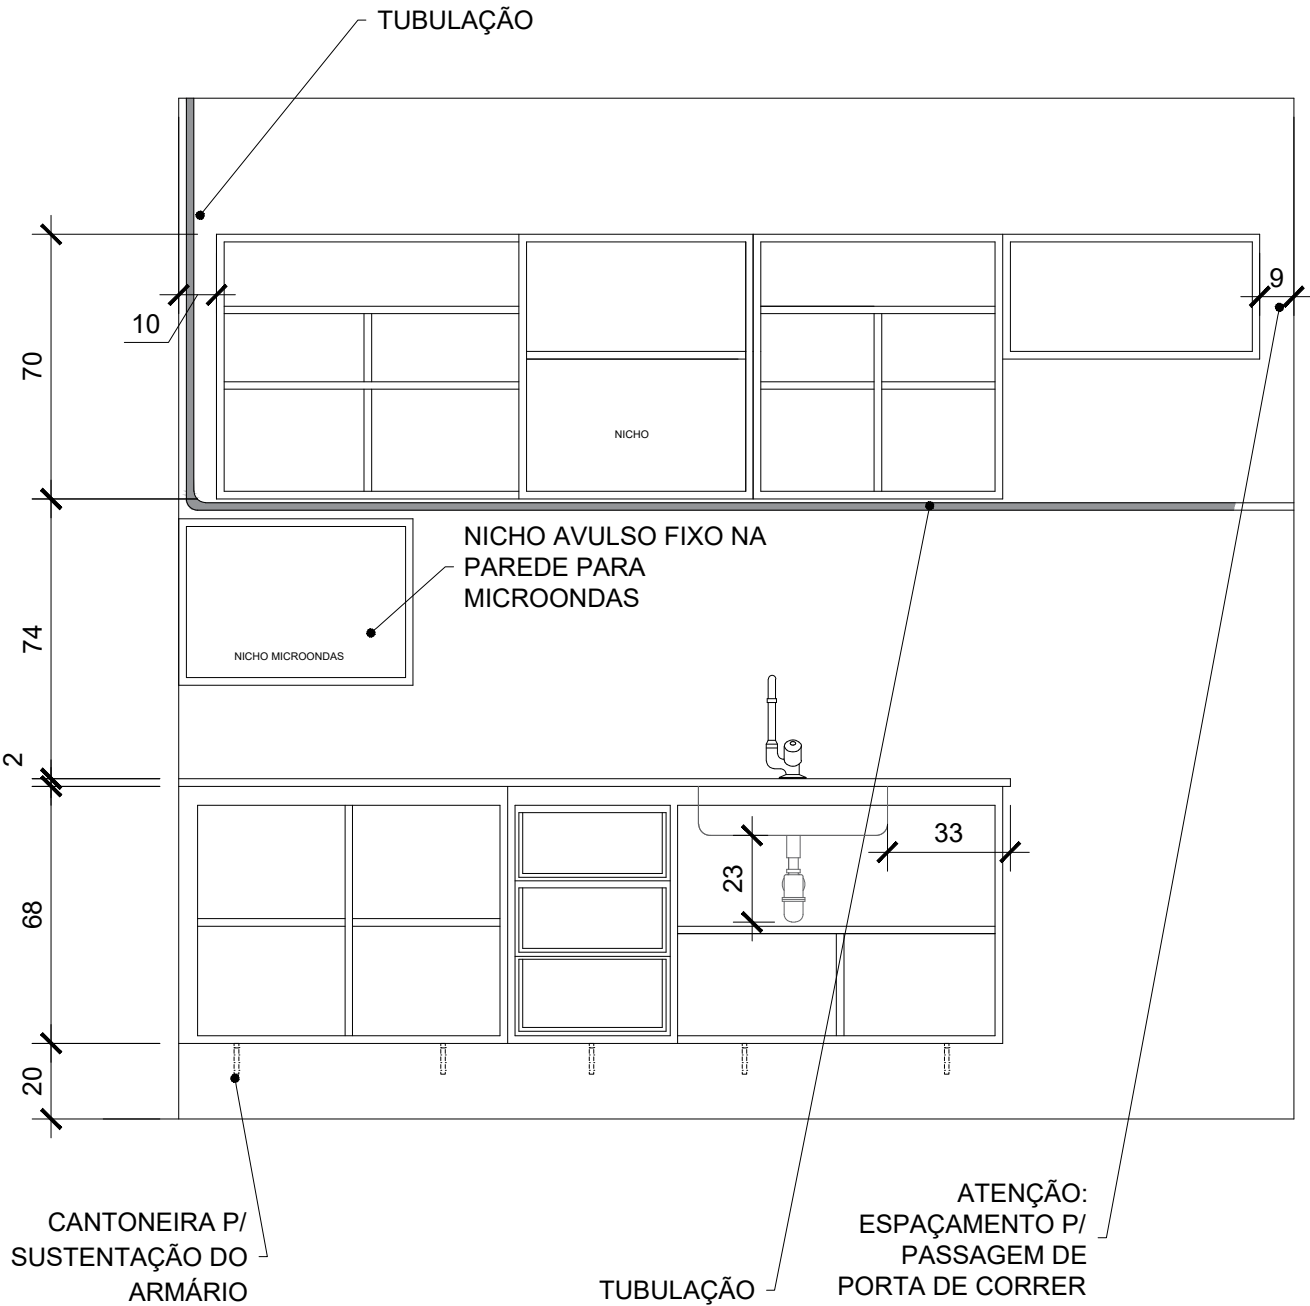 TUBULAÇÃO
9
10
70
NICHO
NICHO AVULSO FIXO NA
PAREDE PARA
MICROONDAS
74
NICHO MICROONDAS
2
33
23
68
20
ATENÇÃO:
ESPAÇAMENTO P/
PASSAGEM DE
PORTA DE CORRER
CANTONEIRA P/
SUSTENTAÇÃO DO
ARMÁRIO
TUBULAÇÃO